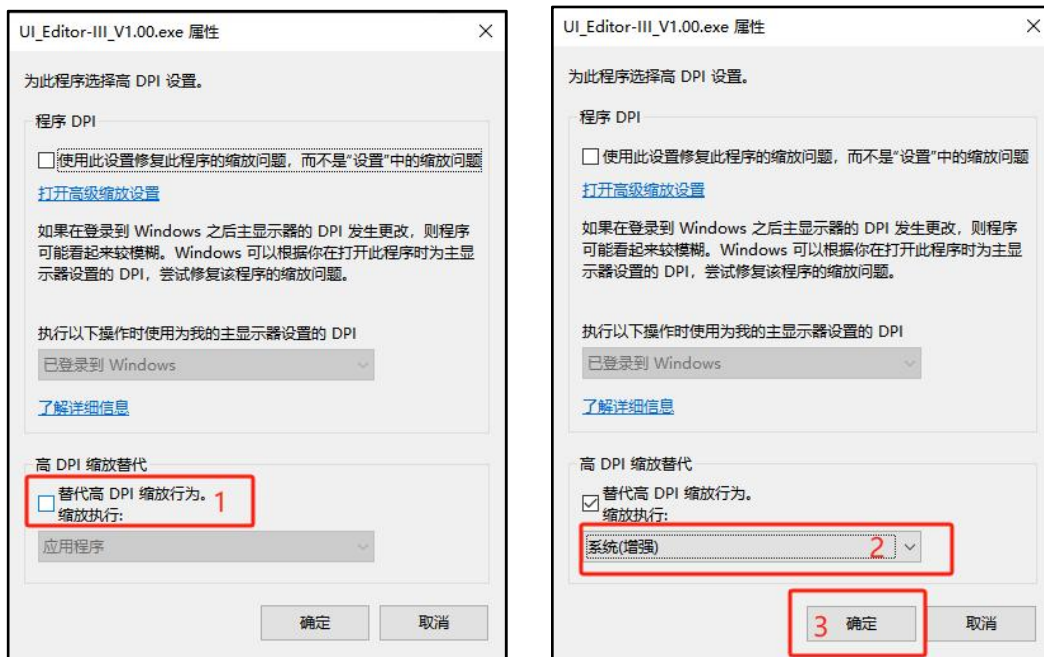 UI_Editor-III_V1.00.exe 属性
为此程序选择高 DPI 设置。
程序 DPI
使用此设置修复此程序的缩放问题，而不是“设置”中的缩放问题
打开高级缩放设置
如果在登录到 Windows 之后主显示器的 DPI 发生更改，则程序
可能看起来较模糊。Windows 可以根据你在打开此程序时为主显
示器设置的 DPI，尝试修复该程序的缩放问题。
执行以下操作时使用为我的主显示器设置的 DPI
已登录到 Windows
了解详细信息
高 DPI 缩放替代
替代高 DPI 缩放行为。
缩放执行:
1
应用程序
确定
取消
UI_Editor-III_V1.00.exe 属性
为此程序选择高 DPI 设置。
程序 DPI
使用此设置修复此程序的缩放问题，而不是“设置”中的缩放问题
打开高级缩放设置
如果在登录到 Windows 之后主显示器的 DPI 发生更改，则程序
可能看起来较模糊。Windows 可以根据你在打开此程序时为主显
示器设置的 DPI，尝试修复该程序的缩放问题。
执行以下操作时使用为我的主显示器设置的 DPI
已登录到 Windows
了解详细信息
高 DPI 缩放替代
替代高 DPI 缩放行为。
缩放执行:
系统(增强)
2
3
确定
取消